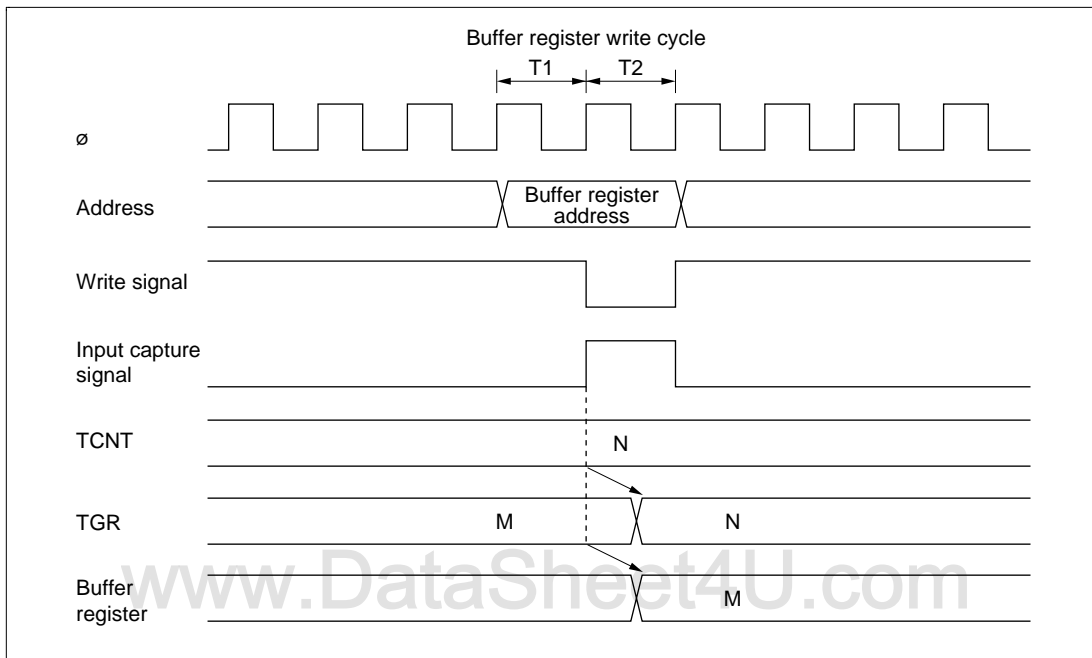 Buffer register write cycle
T1 T2
ø
Address
Buffer register
address
Write signal
Input capture
signal
TCNT
N
TGR
M
N
Buffer
register
M
www.DataSheet4U.com